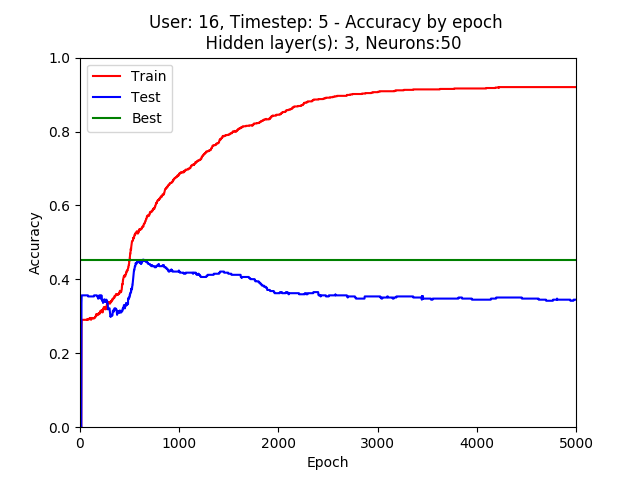 User: 16, Timestep: 5 - Accuracy by epoch
Hidden layer(s): 3, Neurons:50
1.0
0.8
0.6
0.4
0.2
0.0
Accuracy
Train
Test
Best
0 1000 2000 3000 4000 5000
Epoch